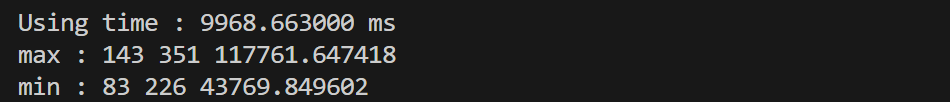 Using time : 9968.663000 ms
max : 143 351 117761.647418
min : 83 226 43769.849602